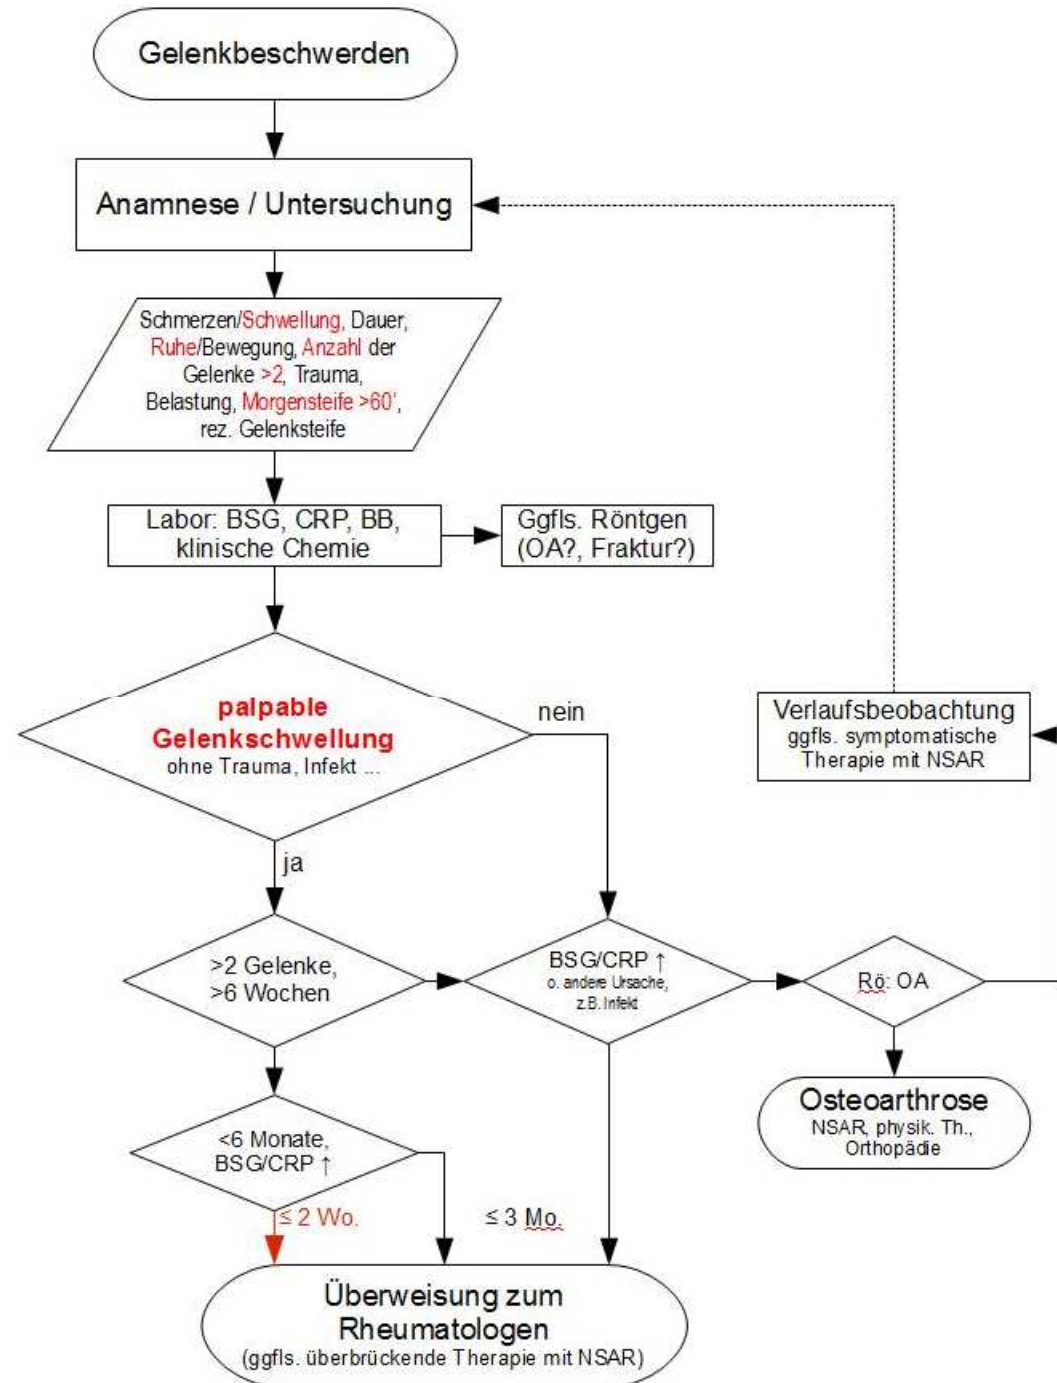 Gelenkbeschwerden
Anamnese / Untersuchung
Schmerzen/Schwellung, Dauer,
Ruhe/Bewegung, Anzahl der
Gelenke >2, Trauma,
Belastung, Morgensteife >60',
rez. Gelenksteife
Labor: BSG, CRP, BB,
klinische Chemie
Ggfls. Röntgen
(OA?, Fraktur?)
palpable
Gelenkschwellung
ohne Trauma, Infekt ...
nein
ja
Verlaufsbeobachtung
ggfls. symptomatische
Therapie mit NSAR
>2 Gelenke,
>6 Wochen
BSG/CRP ↑
o. andere Ursache,
z.B. Infekt
Rö: OA
Osteoarthrose
NSAR, physik. Th.,
Orthopädie
<6 Monate,
BSG/CRP ↑
≤ 2 Wo.
≤ 3 Mo.
Überweisung zum
Rheumatologen
(ggfls. überbrückende Therapie mit NSAR)